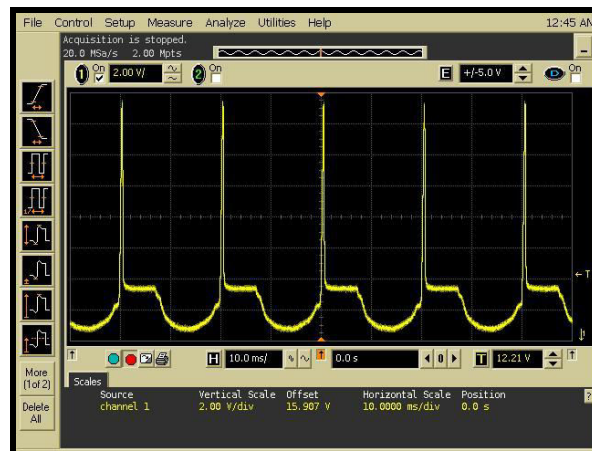 File Control Setup Measure Analyze Utilities Help 12:45 AM
Acquisition is stopped.
20.0 MSa/s 2.00 Mpts
1 On 2.00 V/ 2 On E +/-5.0 V D On
T
H 10.0 ms/ 0.0 s 0 T 12.21 V
More
(1of 2)
Delete
All
Scales
Source Vertical Scale Offset Horizontal Scale Position
channel 1 2.00 V/div 15.907 V 10.0000 ms/div 0.0 s
?